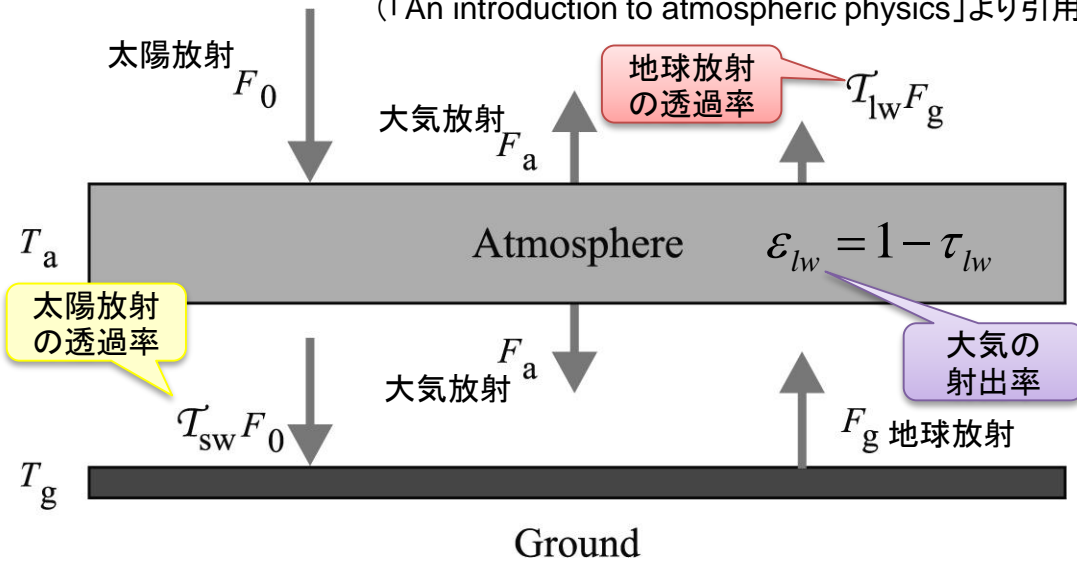 (「An introduction to atmospheric physics」より引用
太陽放射
F0
大気放射
Fa
地球放射
の透過率
𝒯lwFg
Ta
Atmosphere
εlw = 1 − τlw
太陽放射
の透過率
大気の
射出率
Fa
大気放射
𝒯swF0
Fg 地球放射
Tg
Ground